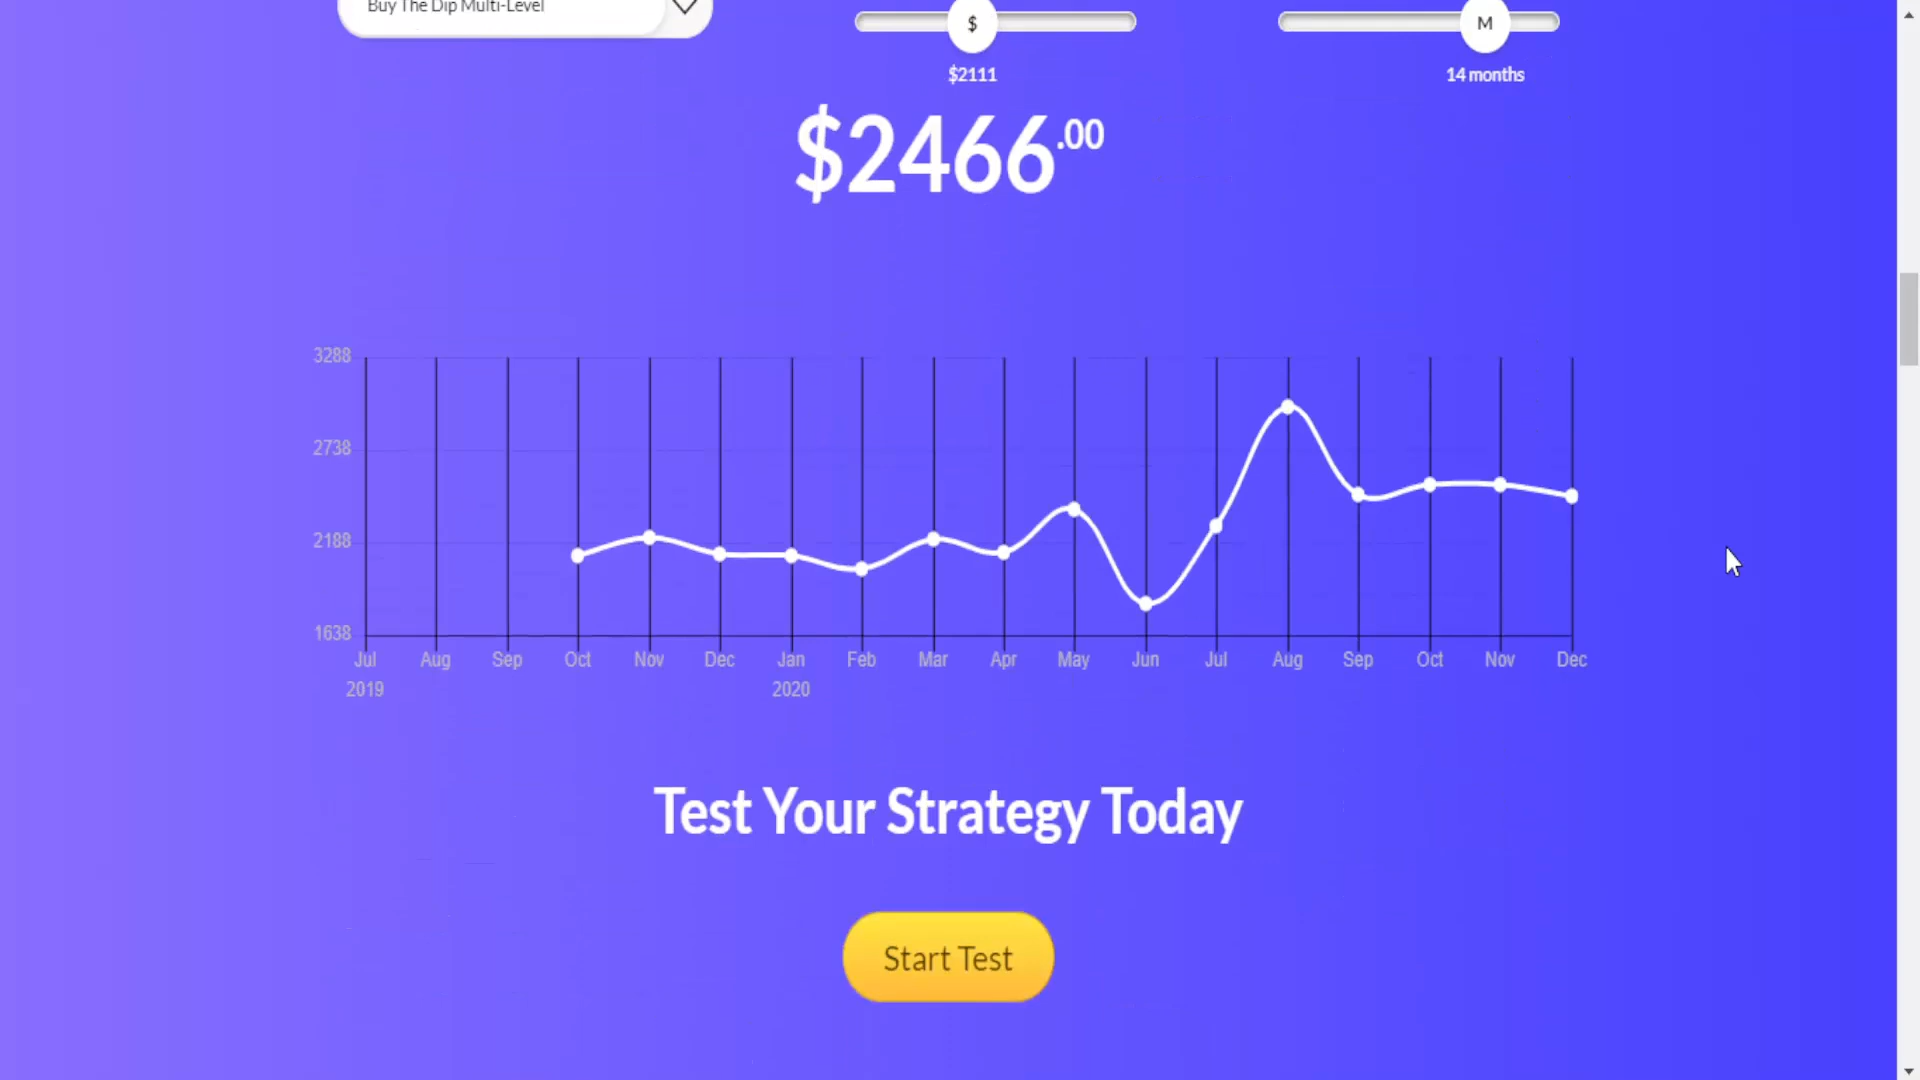 Buy The Dip Multi-Level
$ M
$2111 14 months
$2466.00
3288
2738
2188
1638
Jul Aug Sep Oct Nov Dec Jan Feb Mar Apr May Jun Jul Aug Sep Oct Nov Dec
2019 2020
Test Your Strategy Today
Start Test